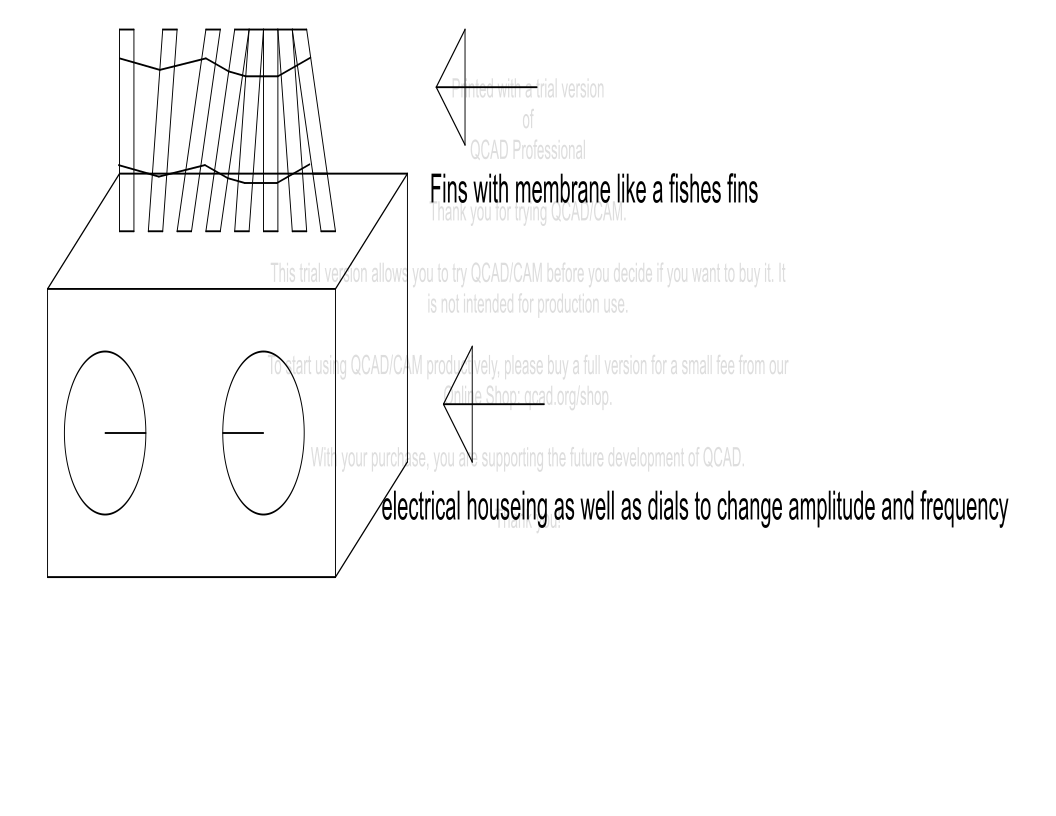 Printed with a trial version
of
QCAD Professional
Fins with membrane like a fishes fins
Thank you for trying QCAD/CAM.
This trial version allows you to try QCAD/CAM before you decide if you want to buy it. It
is not intended for production use.
To start using QCAD/CAM productively, please buy a full version for a small fee from our
Online Shop: qcad.org/shop.
With your purchase, you are supporting the future development of QCAD.
electrical houseing as well as dials to change amplitude and frequency
Thank you.